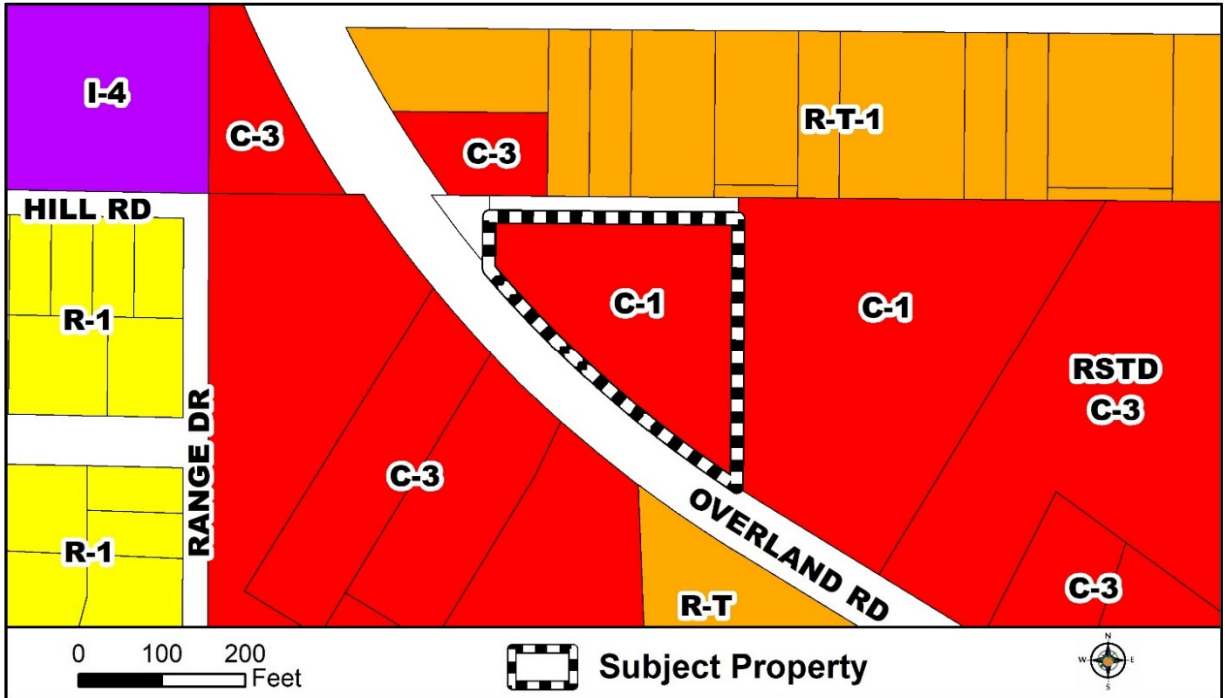 I-4
C-3
C-3
R-T-1
HILL RD
R-1
C-1
C-1
RSTD
C-3
RANGE DR
C-3
R-1
OVERLAND RD
R-T
C-3
0 100 200
Feet
Subject Property
N
W E
S